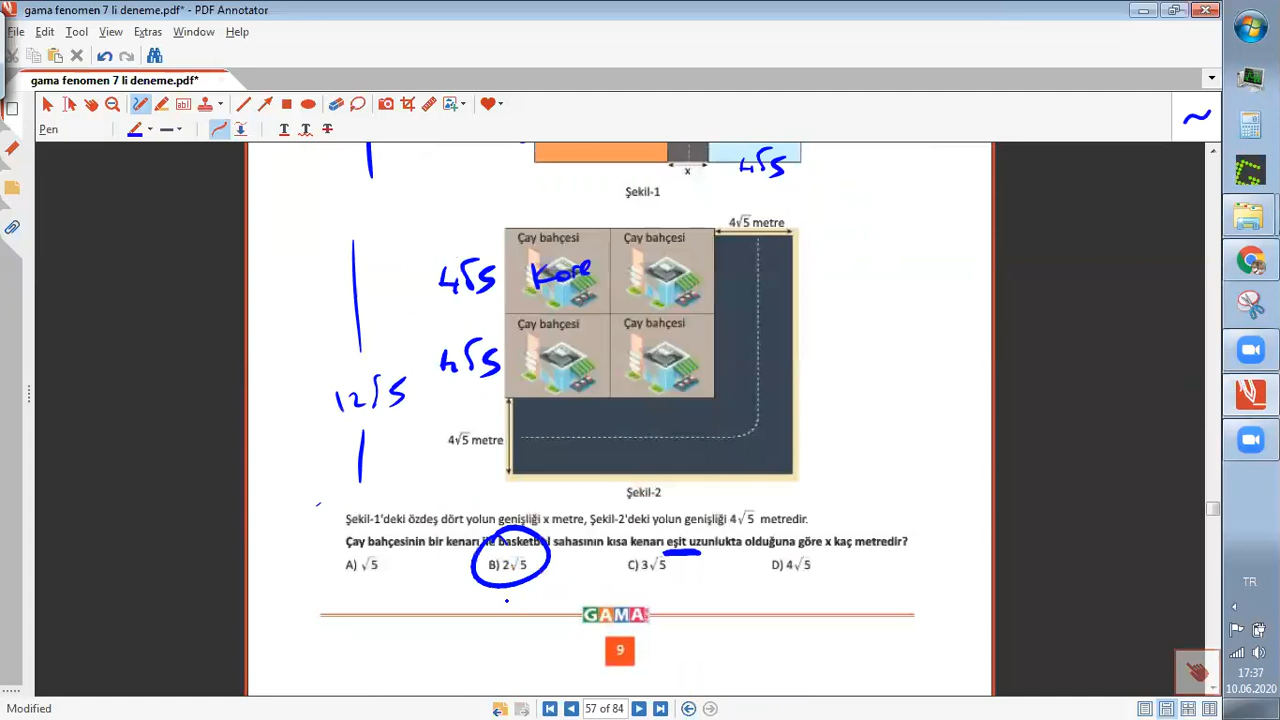 gama fenomen 7 li deneme.pdf* - PDF Annotator
File Edit Tool View Extras Window Help
gama fenomen 7 li deneme.pdf*
Pen
x
4√5
Şekil-1
4√5 metre
Çay bahçesi Çay bahçesi
4√5 Kare
Çay bahçesi Çay bahçesi
4√5
12√5
4√5 metre
Şekil-2
Şekil-1'deki özdeş dört yolun genişliği x metre, Şekil-2'deki yolun genişliği 4√5 metredir.
Çay bahçesinin bir kenarı ile basketbol sahasının kısa kenarı eşit uzunlukta olduğuna göre x kaç metredir?
A) √5 B) 2√5 C) 3√5 D) 4√5
GAMA
9
TR
17:37
10.06.2020
Modified
57 of 84